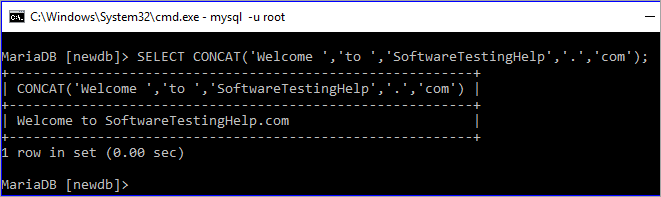 C:\Windows\System32\cmd.exe - mysql  -u root
MariaDB [newdb]> SELECT CONCAT('Welcome ','to ','SoftwareTestingHelp','.','com');
+----------------------------------------------------------+
| CONCAT('Welcome ','to ','SoftwareTestingHelp','.','com') |
+----------------------------------------------------------+
| Welcome to SoftwareTestingHelp.com                       |
+----------------------------------------------------------+
1 row in set (0.00 sec)
MariaDB [newdb]>